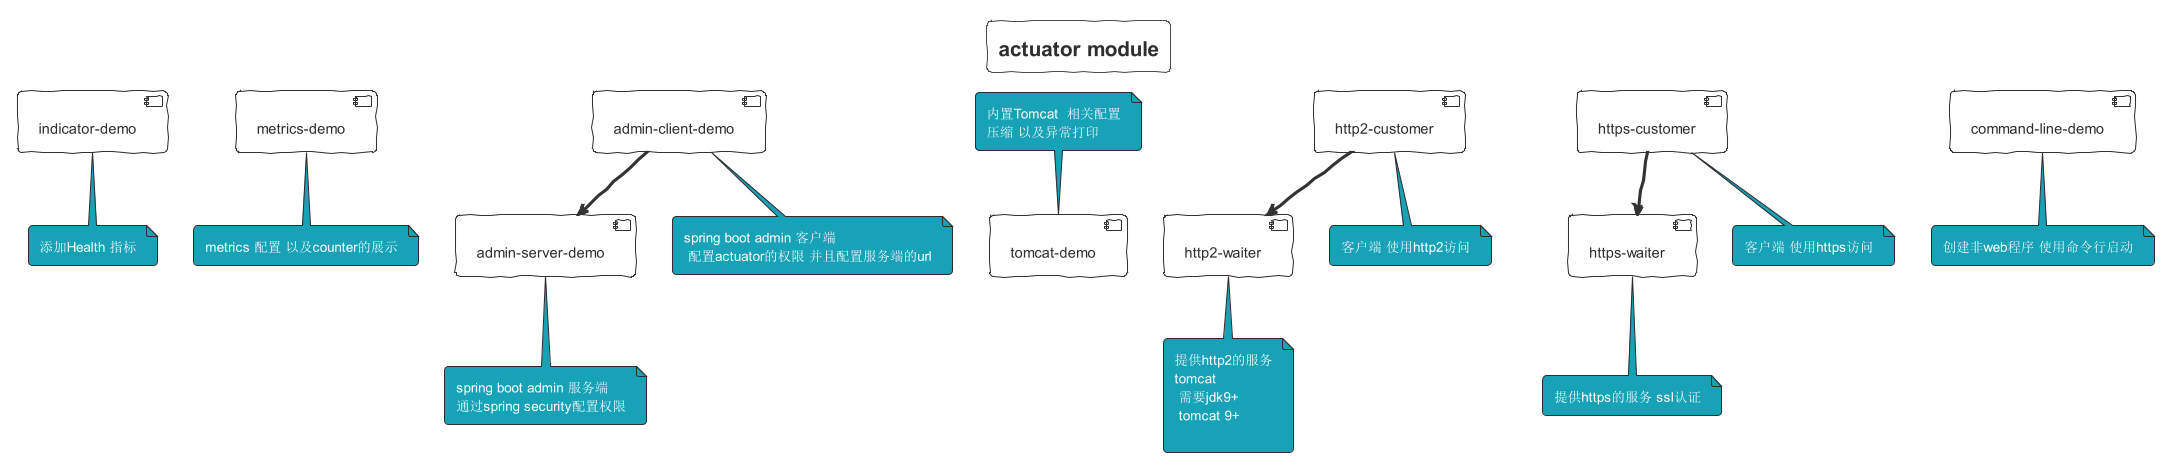 actuator module
indicator-demo
metrics-demo
admin-client-demo
内置Tomcat  相关配置
压缩 以及异常打印
http2-customer
https-customer
command-line-demo
添加Health 指标
metrics 配置 以及counter的展示
admin-server-demo
spring boot admin 客户端
配置actuator的权限 并且配置服务端的url
tomcat-demo
http2-waiter
客户端 使用http2访问
https-waiter
客户端 使用https访问
创建非web程序 使用命令行启动
spring boot admin 服务端
通过spring security配置权限
提供http2的服务
tomcat
需要jdk9+
tomcat 9+
提供https的服务 ssl认证